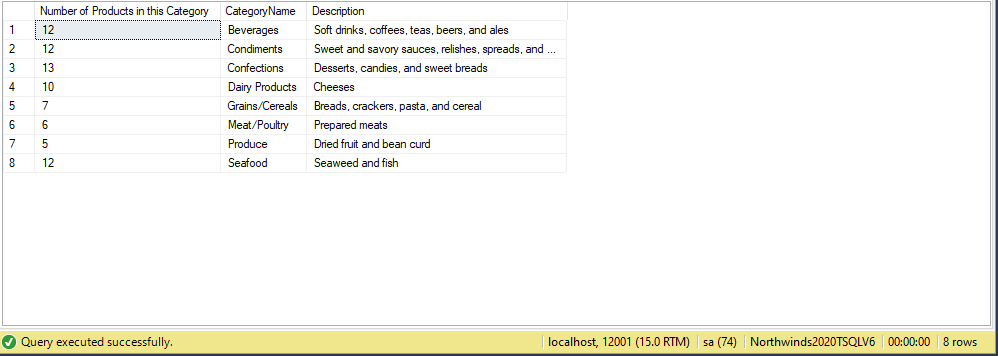 Number of Products in this Category CategoryName Description
1 12 Beverages Soft drinks, coffees, teas, beers, and ales
2 12 Condiments Sweet and savory sauces, relishes, spreads, and ...
3 13 Confections Desserts, candies, and sweet breads
4 10 Dairy Products Cheeses
5 7 Grains/Cereals Breads, crackers, pasta, and cereal
6 6 Meat/Poultry Prepared meats
7 5 Produce Dried fruit and bean curd
8 12 Seafood Seaweed and fish
Query executed successfully. localhost, 12001 (15.0 RTM) sa (74) Northwinds2020TSQLV6 00:00:00 8 rows